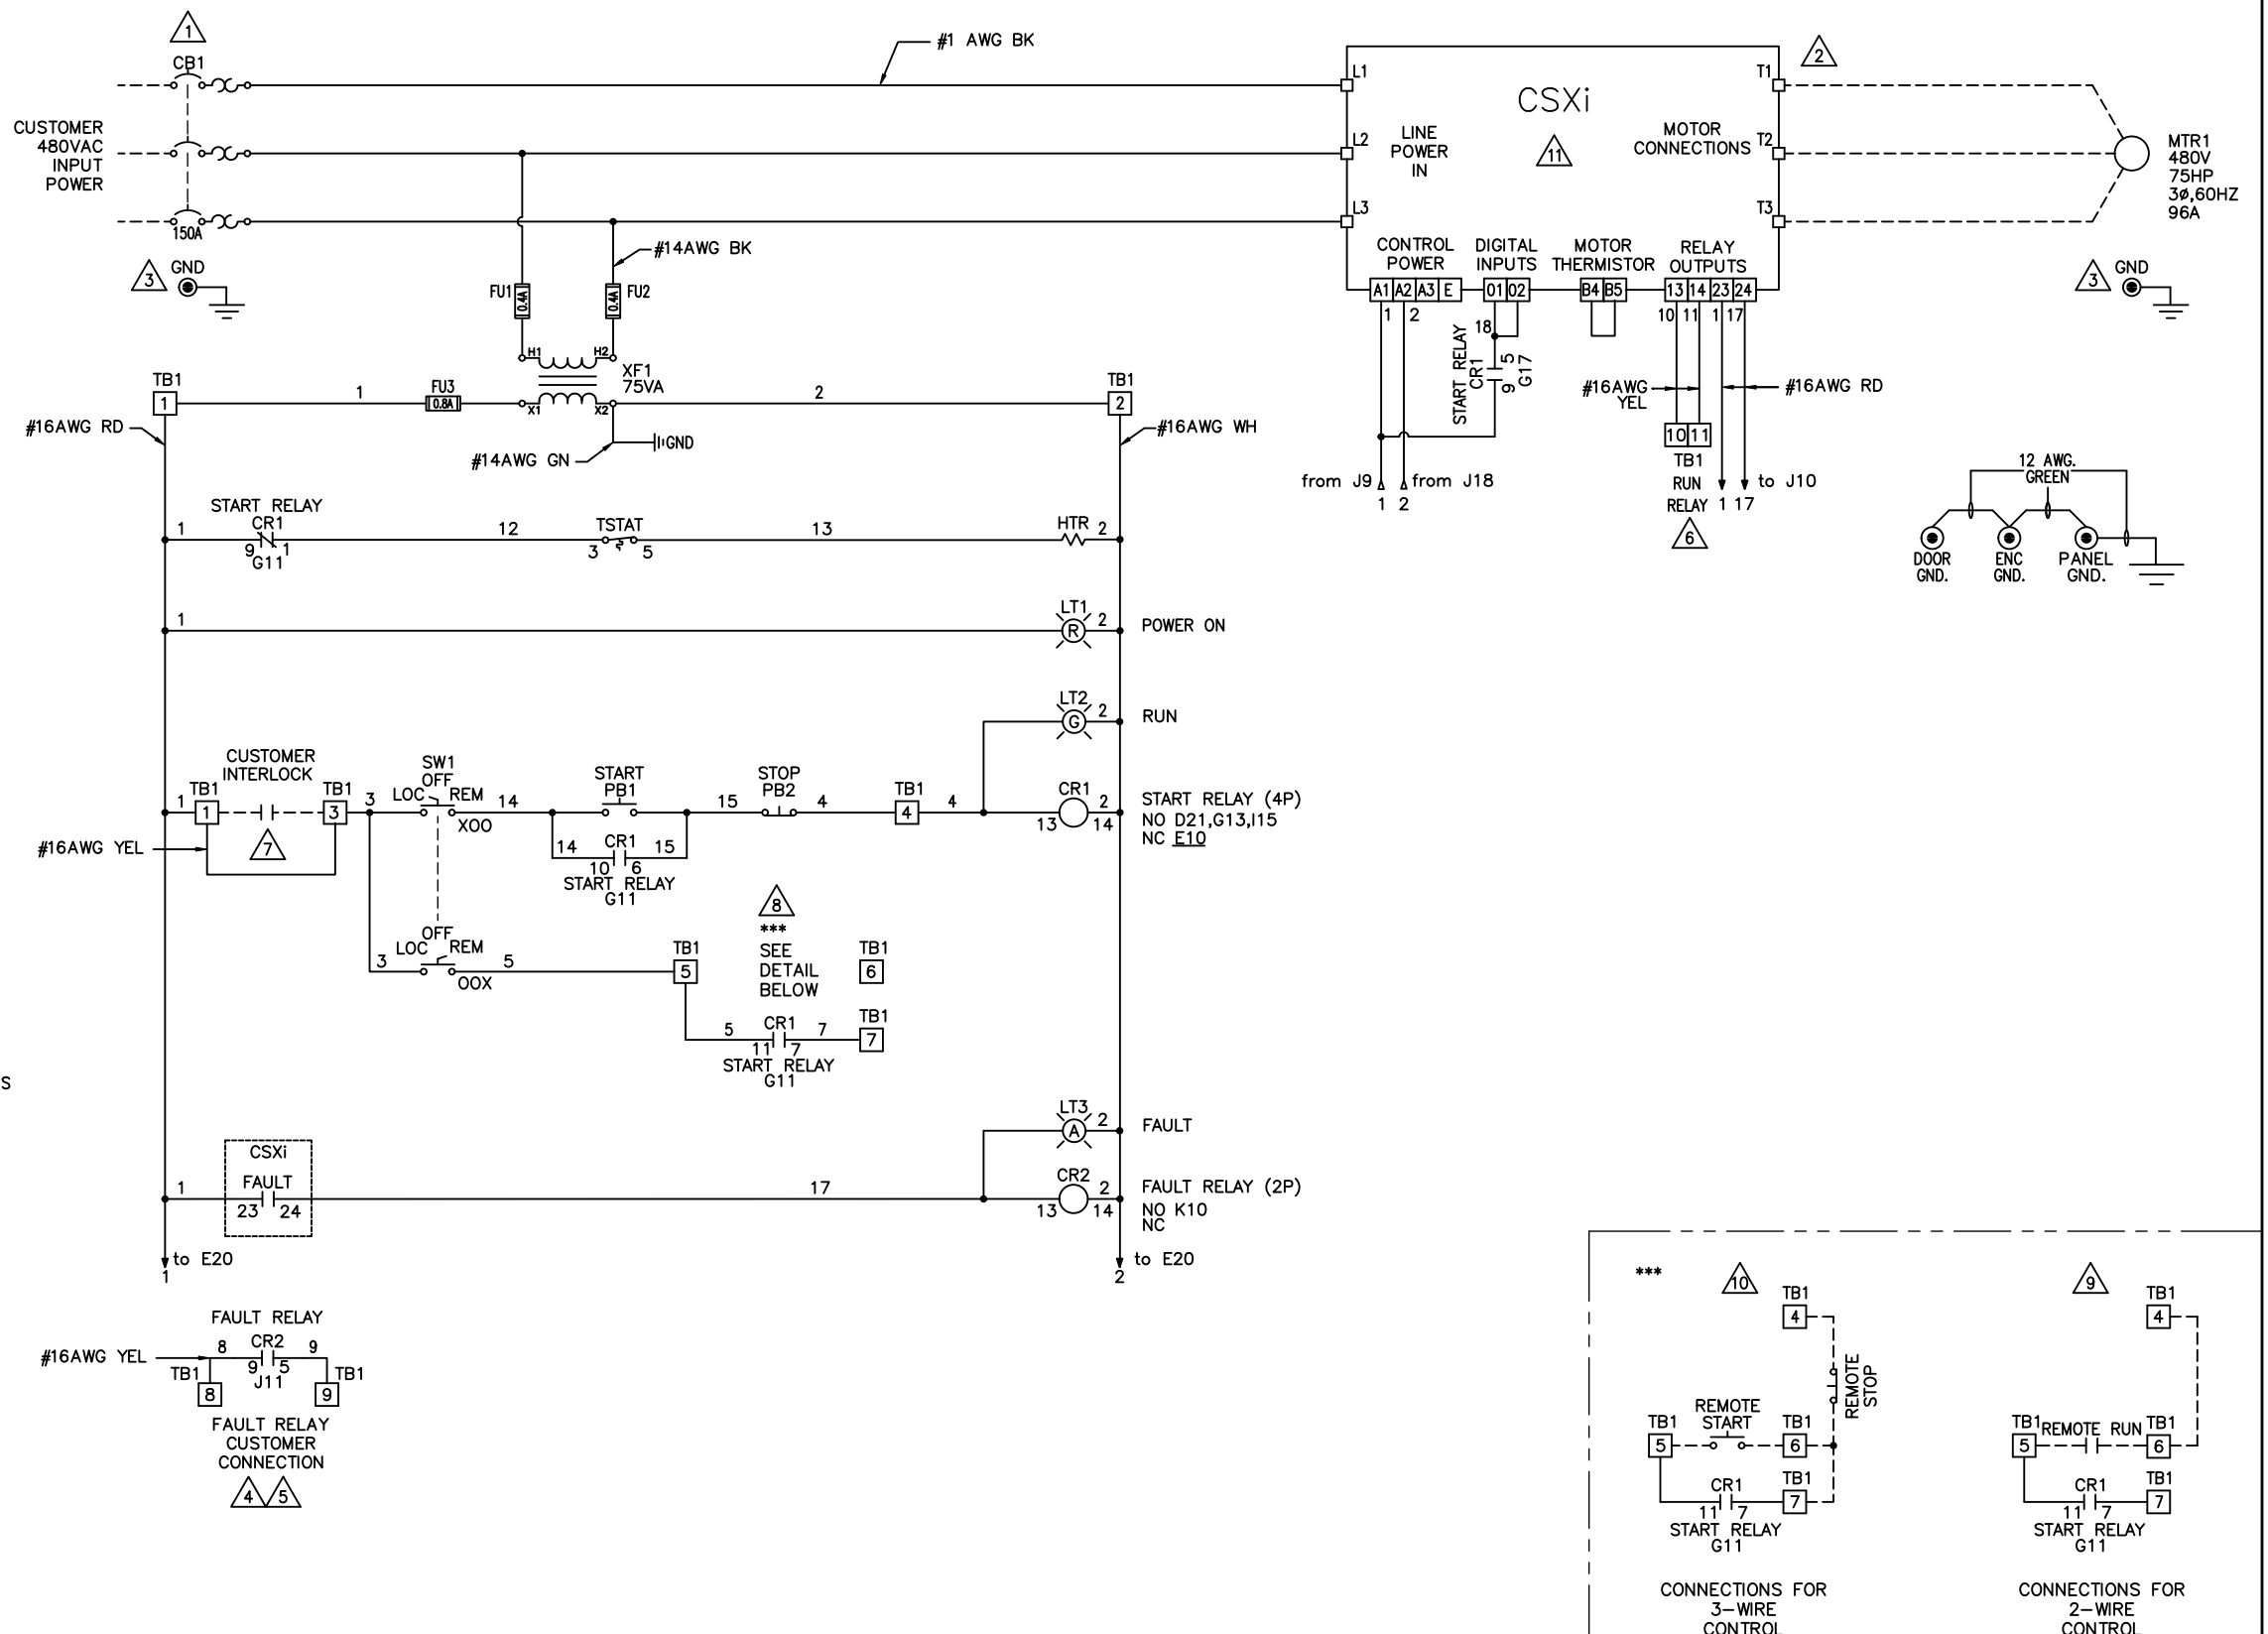 1
CB1
#1 AWG BK
CUSTOMER
480VAC
INPUT
POWER
150A
3
GND
L1
L2
L3
CSXi
11
LINE
POWER
IN
MOTOR
CONNECTIONS
T1
T2
T3
2
MTR1
480V
75HP
3ø,60HZ
96A
3
GND
CONTROL
POWER
DIGITAL
INPUTS
MOTOR
THERMISTOR
RELAY
OUTPUTS
A1 A2 A3 E
01 02
B4 B5
13 14 23 24
1 2
18
10 11 1 17
START RELAY
CR1
9 5
G17
#16AWG
YEL
#16AWG RD
10 11
TB1
RUN
RELAY
1 17
to J10
6
from J9
1 2
from J18
#14AWG BK
FU1
0.4A
0.4A
FU2
H1 H2
XF1
75VA
X1 X2
TB1
1
1
FU3
0.8A
2
TB1
2
#16AWG RD
#14AWG GN
GND
#16AWG WH
12 AWG.
GREEN
DOOR
GND.
ENC
GND.
PANEL
GND.
START RELAY
1
CR1
9 1
G11
12
TSTAT
3 5
13
HTR
2
1
LT1
R
2
POWER ON
LT2
G
2
RUN
CUSTOMER
INTERLOCK
1
TB1
1
TB1
3
7
#16AWG YEL
3
SW1
OFF
LOC REM
XOO
14
START
PB1
14
CR1
15
10 6
START RELAY
G11
15
STOP
PB2
4
TB1
4
4
CR1
13 14
2
START RELAY (4P)
NO D21,G13,I15
NC E10
OFF
LOC REM
3
OOX
5
TB1
5
8
***
SEE
DETAIL
BELOW
TB1
6
5
CR1
7
11 7
START RELAY
G11
TB1
7
S
LT3
A
2
FAULT
1
CSXi
FAULT
23 24
17
CR2
13 14
2
FAULT RELAY (2P)
NO K10
NC
to E20
1
to E20
2
FAULT RELAY
#16AWG YEL
8
CR2
9
9 5
J11
TB1
8
TB1
9
FAULT RELAY
CUSTOMER
CONNECTION
4 5
***
10
TB1
4
REMOTE
STOP
REMOTE
START
TB1
5
TB1
6
TB1
7
CR1
11 7
START RELAY
G11
CONNECTIONS FOR
3-WIRE
CONTROL
9
TB1
4
TB1
5
REMOTE RUN
TB1
6
TB1
7
CR1
11 7
START RELAY
G11
CONNECTIONS FOR
2-WIRE
CONTROL